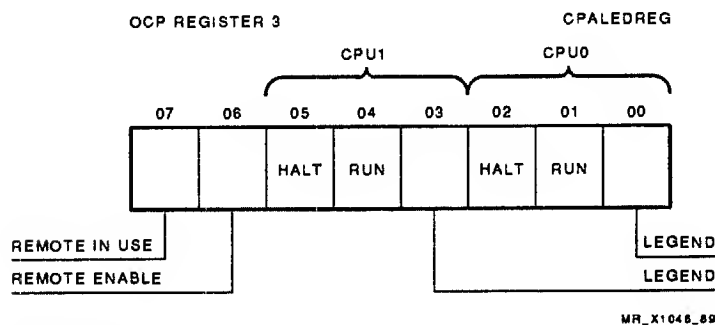 OCP REGISTER 3 CPALEDREG
CPU1 CPU0
07 06 05 04 03 02 01 00
HALT RUN HALT RUN
REMOTE IN USE LEGEND
REMOTE ENABLE LEGEND
MR_X1046_89